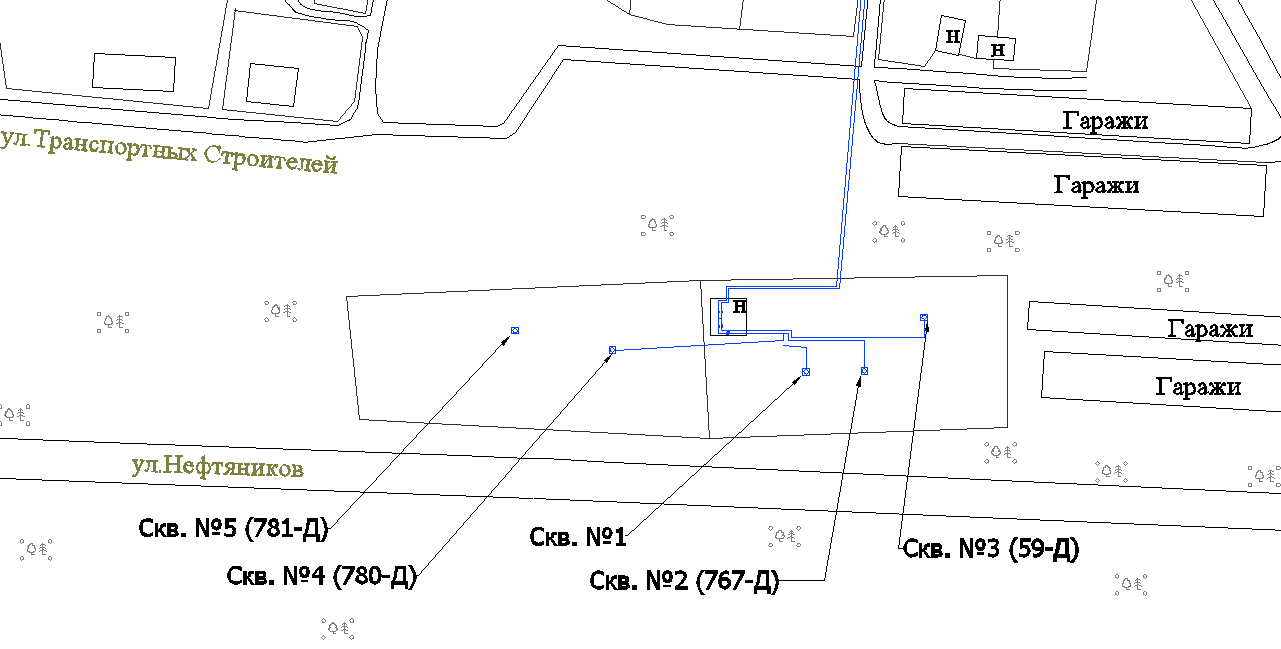 Н
Н
Гаражи
ул.Транспортных Строителей
Гаражи
Н
Гаражи
Гаражи
ул.Нефтяников
Скв. №5 (781-Д)
Скв. №1
Скв. №3 (59-Д)
Скв. №4 (780-Д)
Скв. №2 (767-Д)